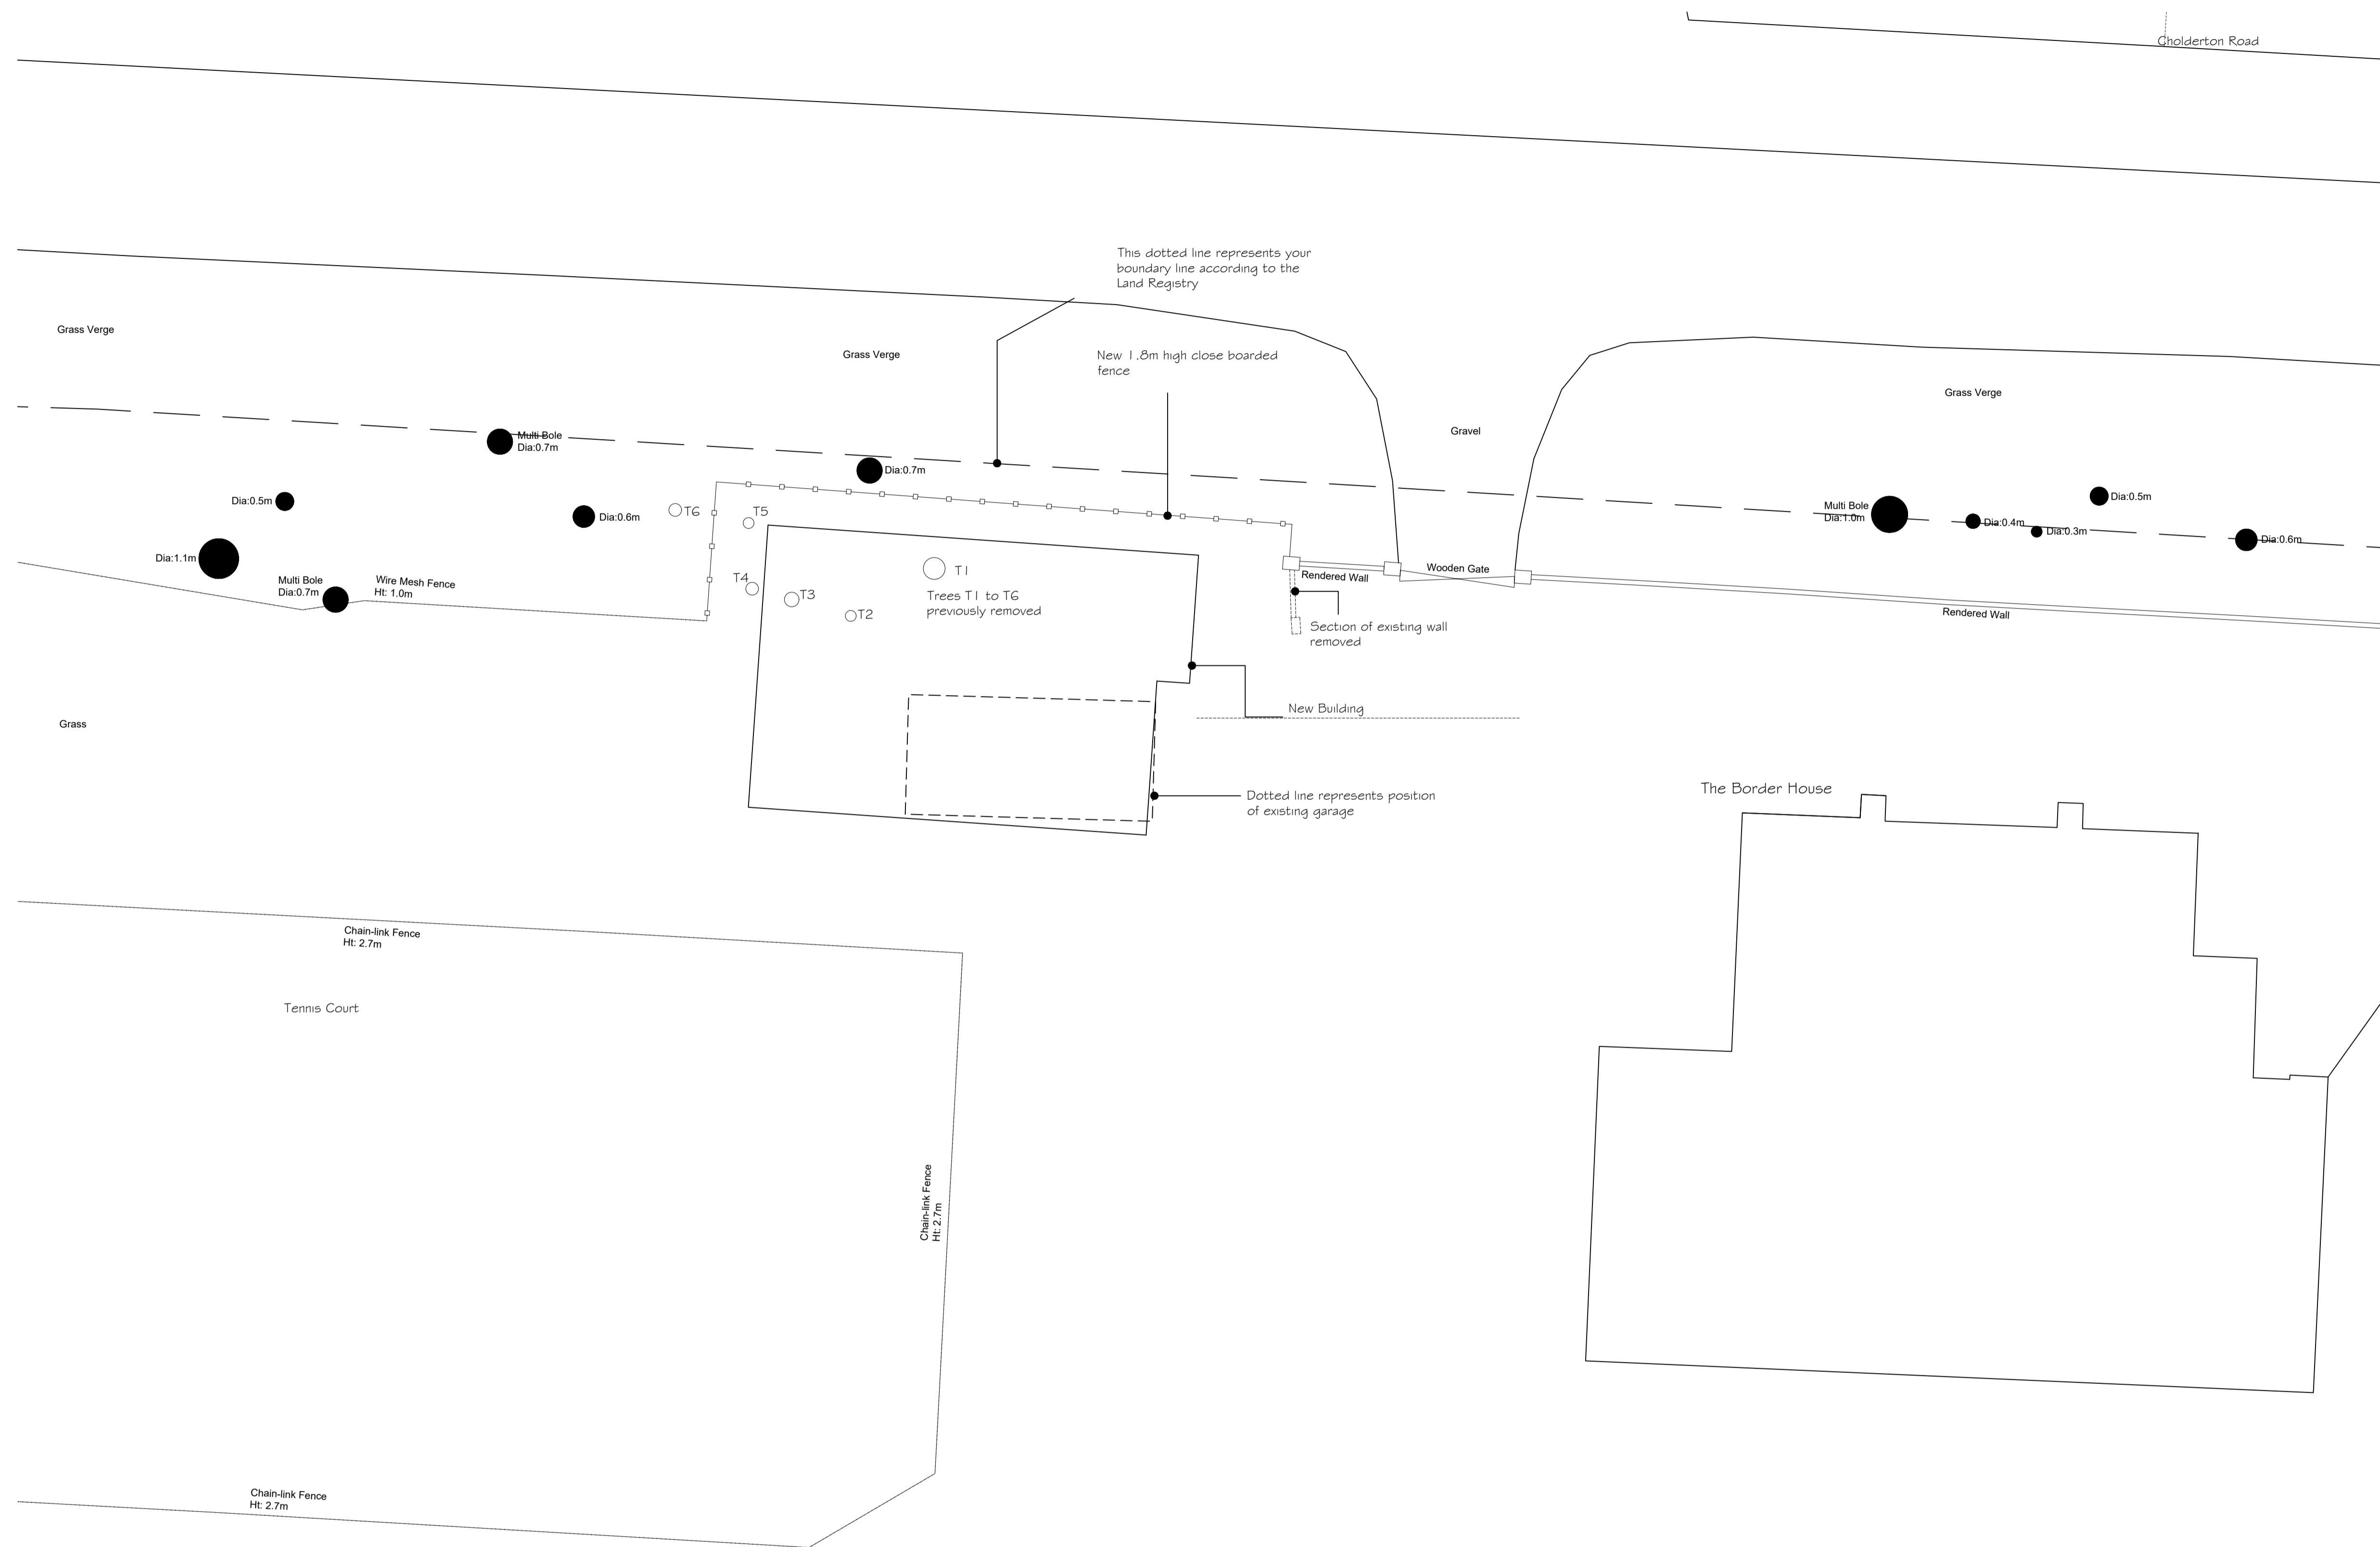 Cholderton Road
This dotted line represents your
boundary line according to the
Land Registry
Grass Verge
Grass Verge
New 1.8m high close boarded
fence
Grass Verge
Gravel
Multi Bole
Dia:0.7m
Dia:0.7m
Dia:0.5m
Dia:0.6m
T6
T5
Multi Bole
Dia:1.0m
Dia:0.4m
Dia:0.3m
Dia:0.5m
Dia:0.6m
Dia:1.1m
Multi Bole
Dia:0.7m
Wire Mesh Fence
Ht: 1.0m
T4
T3
T2
T1
Trees T1 to T6
previously removed
Rendered Wall
Wooden Gate
Rendered Wall
Section of existing wall
removed
New Building
Grass
Dotted line represents position
of existing garage
The Border House
Chain-link Fence
Ht: 2.7m
Tennis Court
Chain-link Fence
Ht: 2.7m
Chain-link Fence
Ht: 2.7m